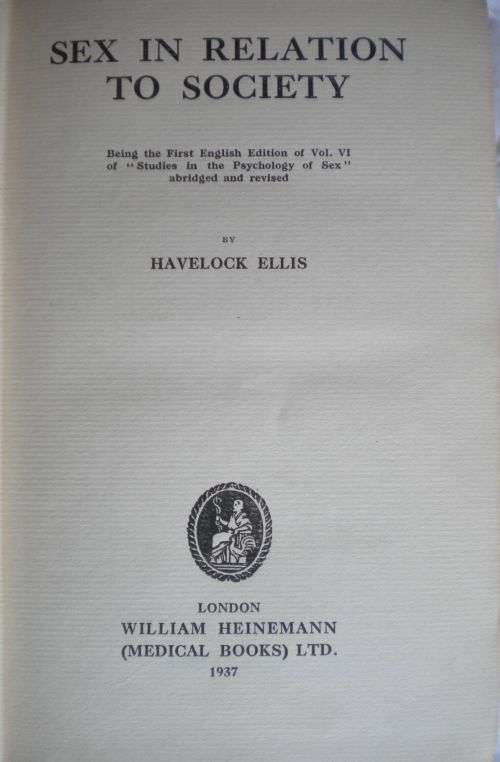 SEX IN RELATION
TO SOCIETY
Being the First English Edition of Vol. VI
of "Studies in the Psychology of Sex"
abridged and revised
BY
HAVELOCK ELLIS
LONDON
WILLIAM HEINEMANN
(MEDICAL BOOKS) LTD.
1937